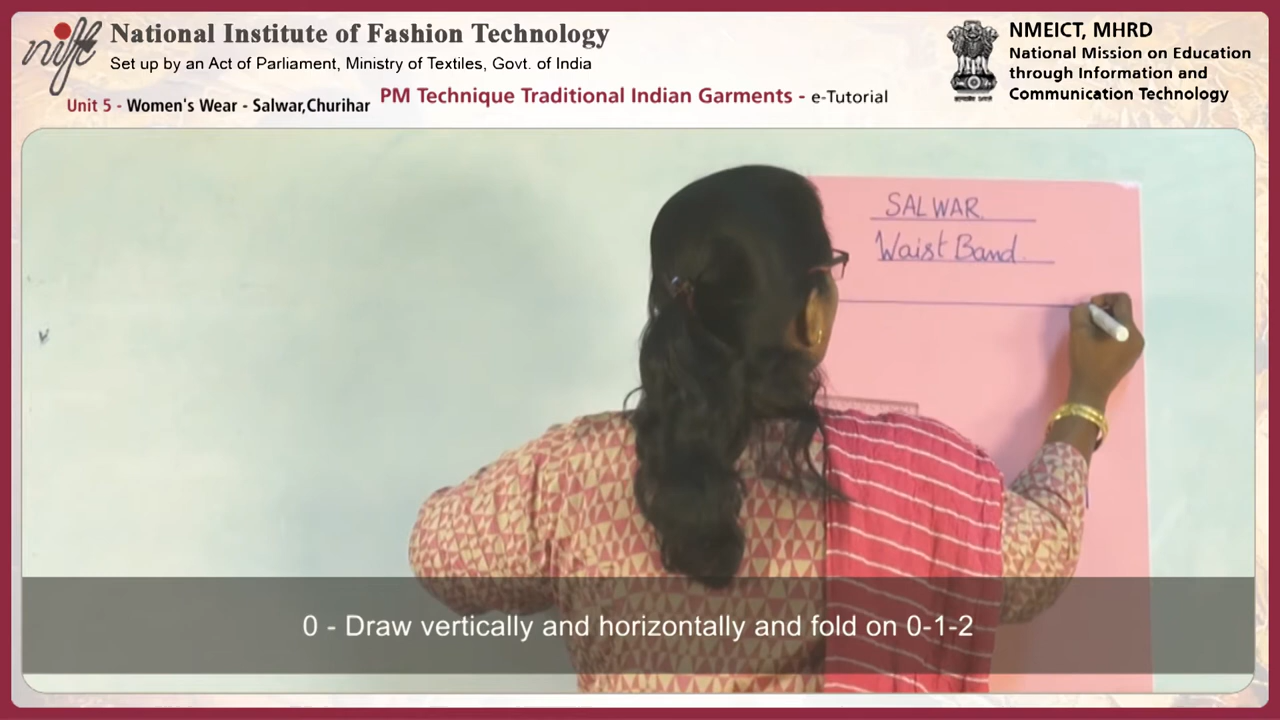 nift
National Institute of Fashion Technology
Set up by an Act of Parliament, Ministry of Textiles, Govt. of India
Unit 5 - Women's Wear - Salwar,Churihar
PM Technique Traditional Indian Garments - e-Tutorial
NMEICT, MHRD
National Mission on Education
through Information and
Communication Technology
SALWAR
Waist Band
0 - Draw vertically and horizontally and fold on 0-1-2